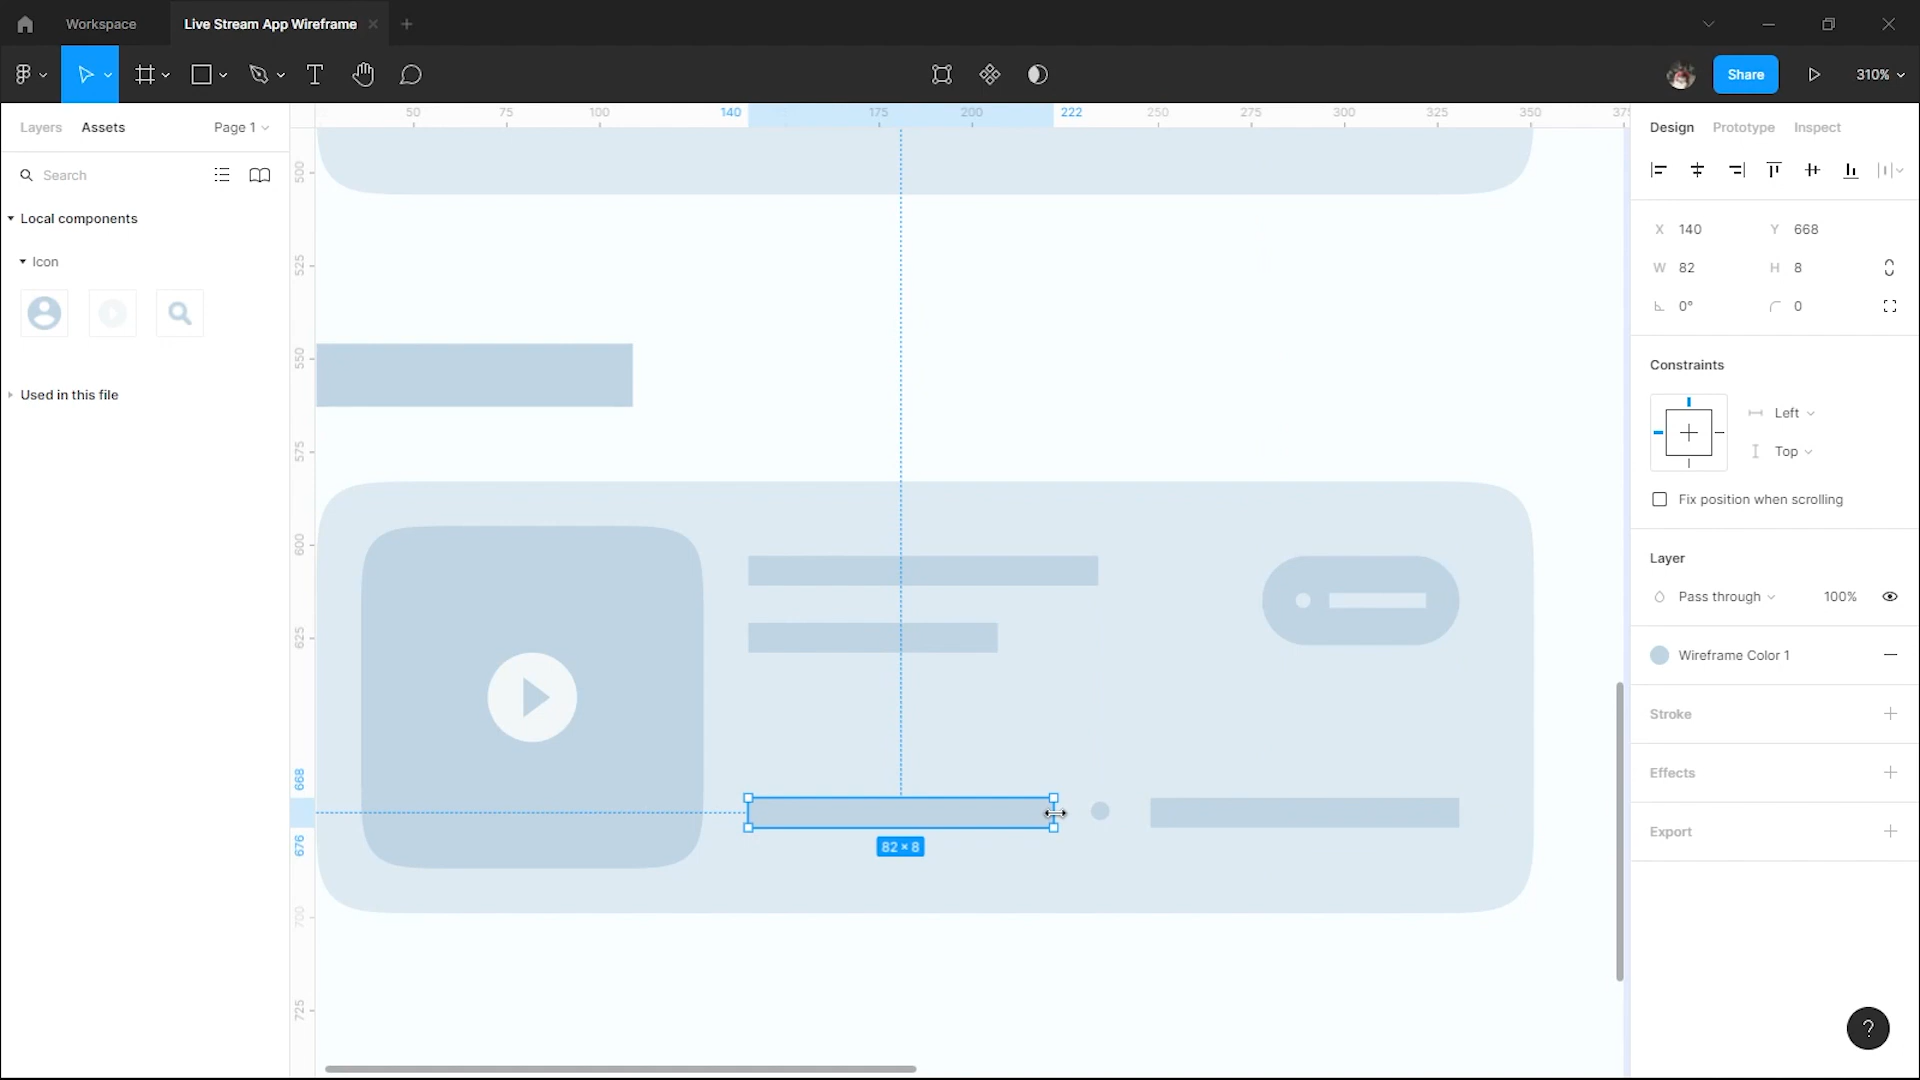 Workspace
Live Stream App Wireframe
Share
310%
Layers
Assets
Page 1
50
75
100
140
175
200
222
250
275
300
325
350
375
Design
Prototype
Inspect
Search
Local components
Icon
Used in this file
500
525
550
575
600
625
668
676
700
725
82 × 8
X 140
Y 668
W 82
H 8
0°
0
Constraints
Left
Top
Fix position when scrolling
Layer
Pass through
100%
Wireframe Color 1
Stroke
Effects
Export
?